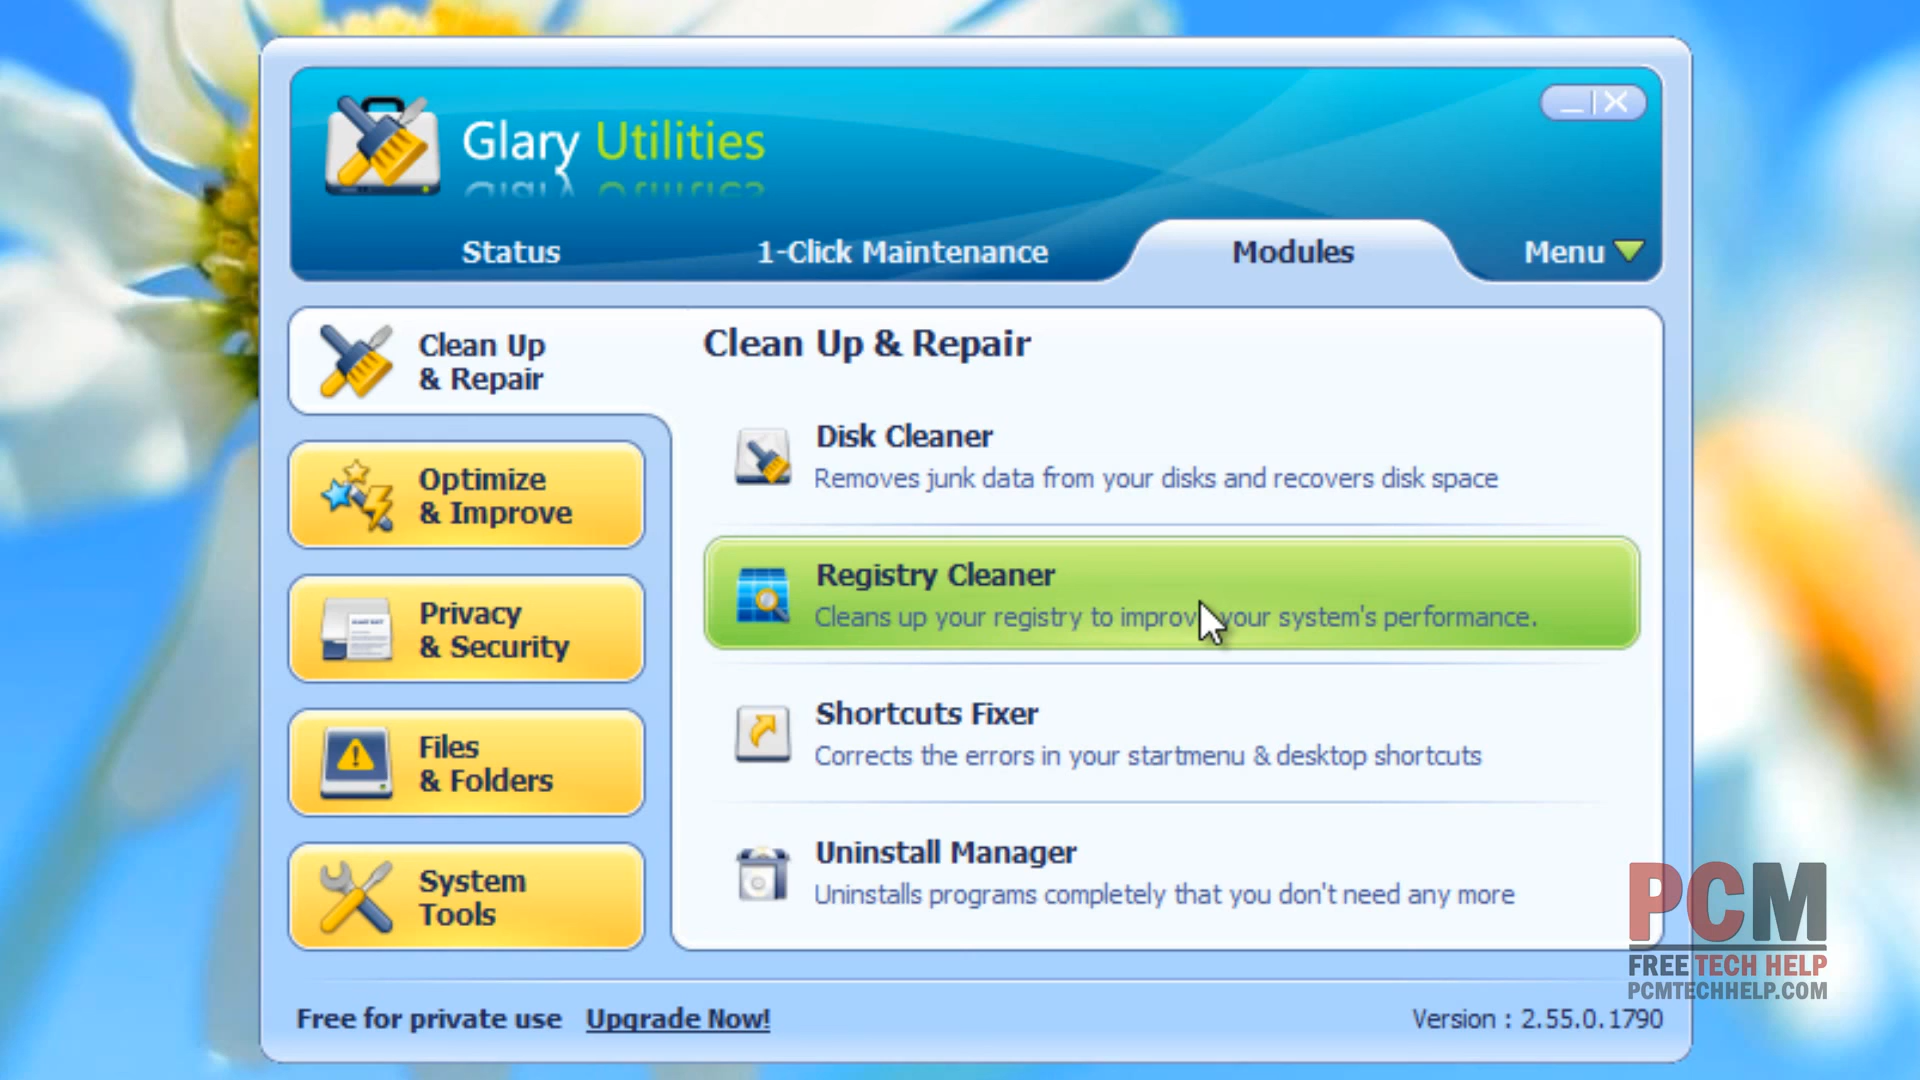 Glary Utilities
Status
1-Click Maintenance
Modules
Menu
Clean Up
& Repair
Optimize
& Improve
Privacy
& Security
Files
& Folders
System
Tools
Clean Up & Repair
Disk Cleaner
Removes junk data from your disks and recovers disk space
Registry Cleaner
Cleans up your registry to improve your system's performance.
Shortcuts Fixer
Corrects the errors in your startmenu & desktop shortcuts
Uninstall Manager
Uninstalls programs completely that you don't need any more
PCM
FREE TECH HELP
PCMTECHHELP.COM
Free for private use Upgrade Now!
Version : 2.55.0.1790